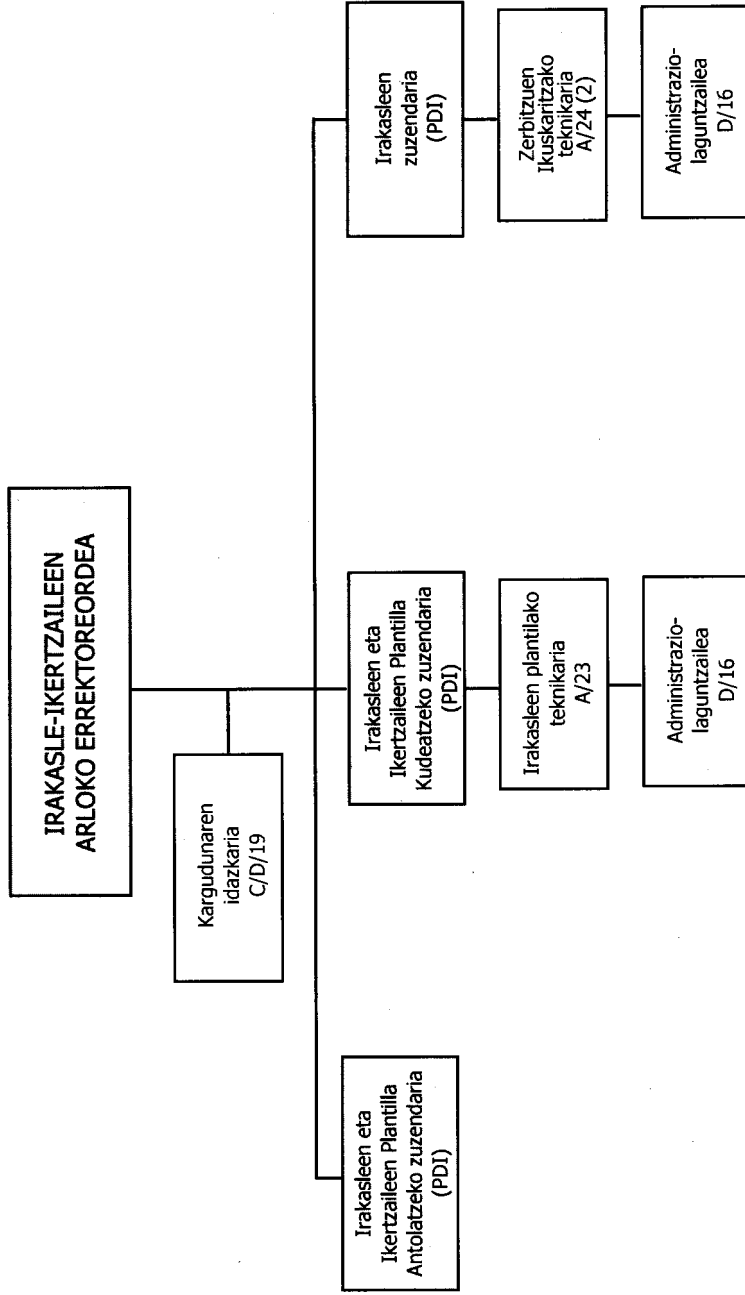 IRAKASLE-IKERTZAILEEN
ARLOKO ERREKTOREORDEA
Kargudunaren
idazkaria
C/D/19
Irakasleen eta
Ikertzaileen Plantilla
Antolatzeko zuzendaria
(PDI)
Irakasleen eta
Ikertzaileen Plantilla
Kudeatzeko zuzendaria
(PDI)
Irakasleen
zuzendaria
(PDI)
Irakasleen plantilako
teknikaria
A/23
Zerbitzuen
Ikuskaritzako
teknikaria
A/24 (2)
Administrazio-
laguntzailea
D/16
Administrazio-
laguntzailea
D/16